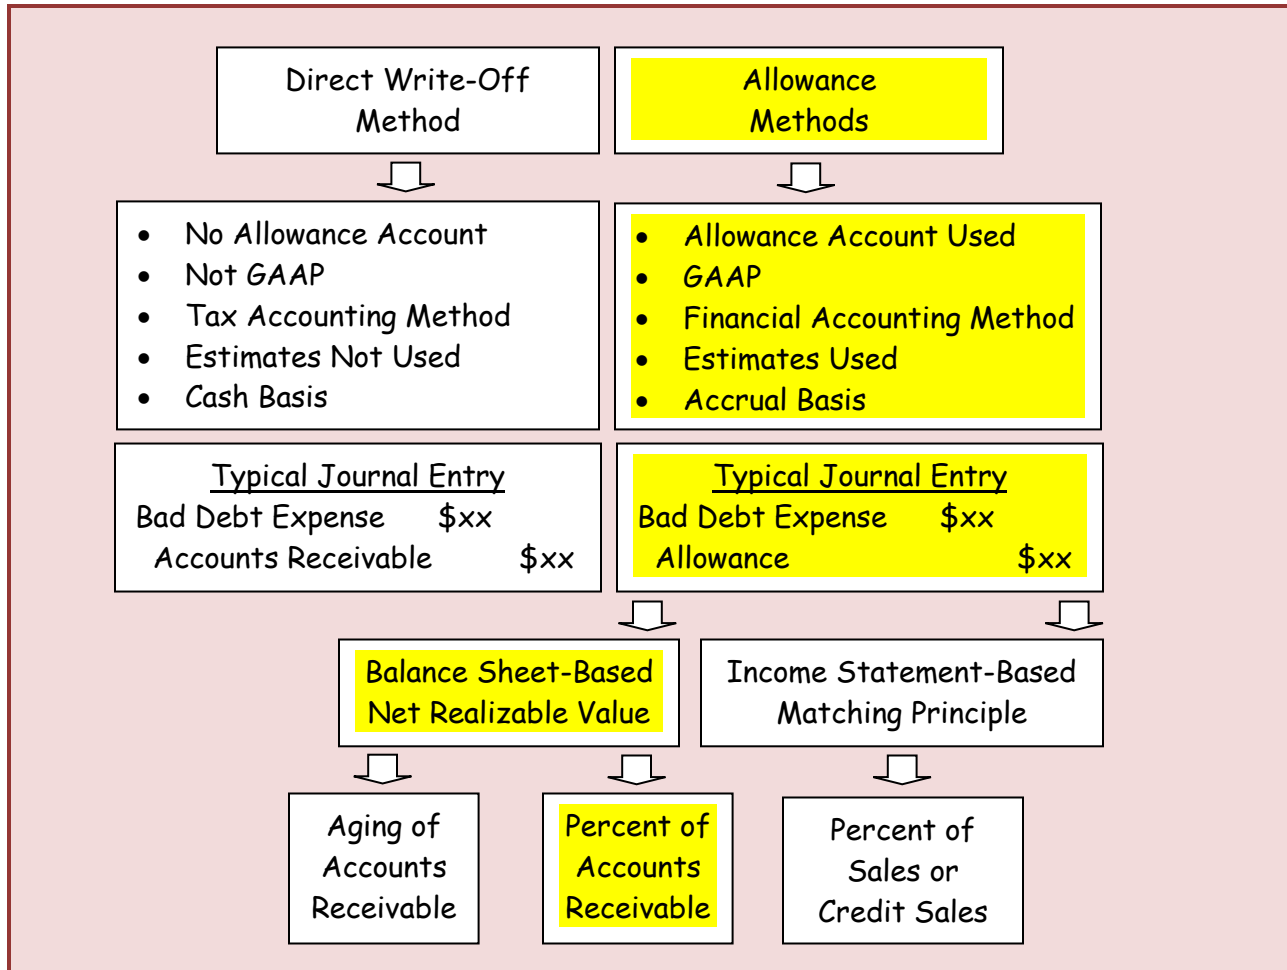 Direct Write-Off
Method
Allowance
Methods
• No Allowance Account
• Not GAAP
• Tax Accounting Method
• Estimates Not Used
• Cash Basis
• Allowance Account Used
• GAAP
• Financial Accounting Method
• Estimates Used
• Accrual Basis
Typical Journal Entry
Bad Debt Expense $xx
Accounts Receivable $xx
Typical Journal Entry
Bad Debt Expense $xx
Allowance $xx
Balance Sheet-Based
Net Realizable Value
Income Statement-Based
Matching Principle
Aging of
Accounts
Receivable
Percent of
Accounts
Receivable
Percent of
Sales or
Credit Sales